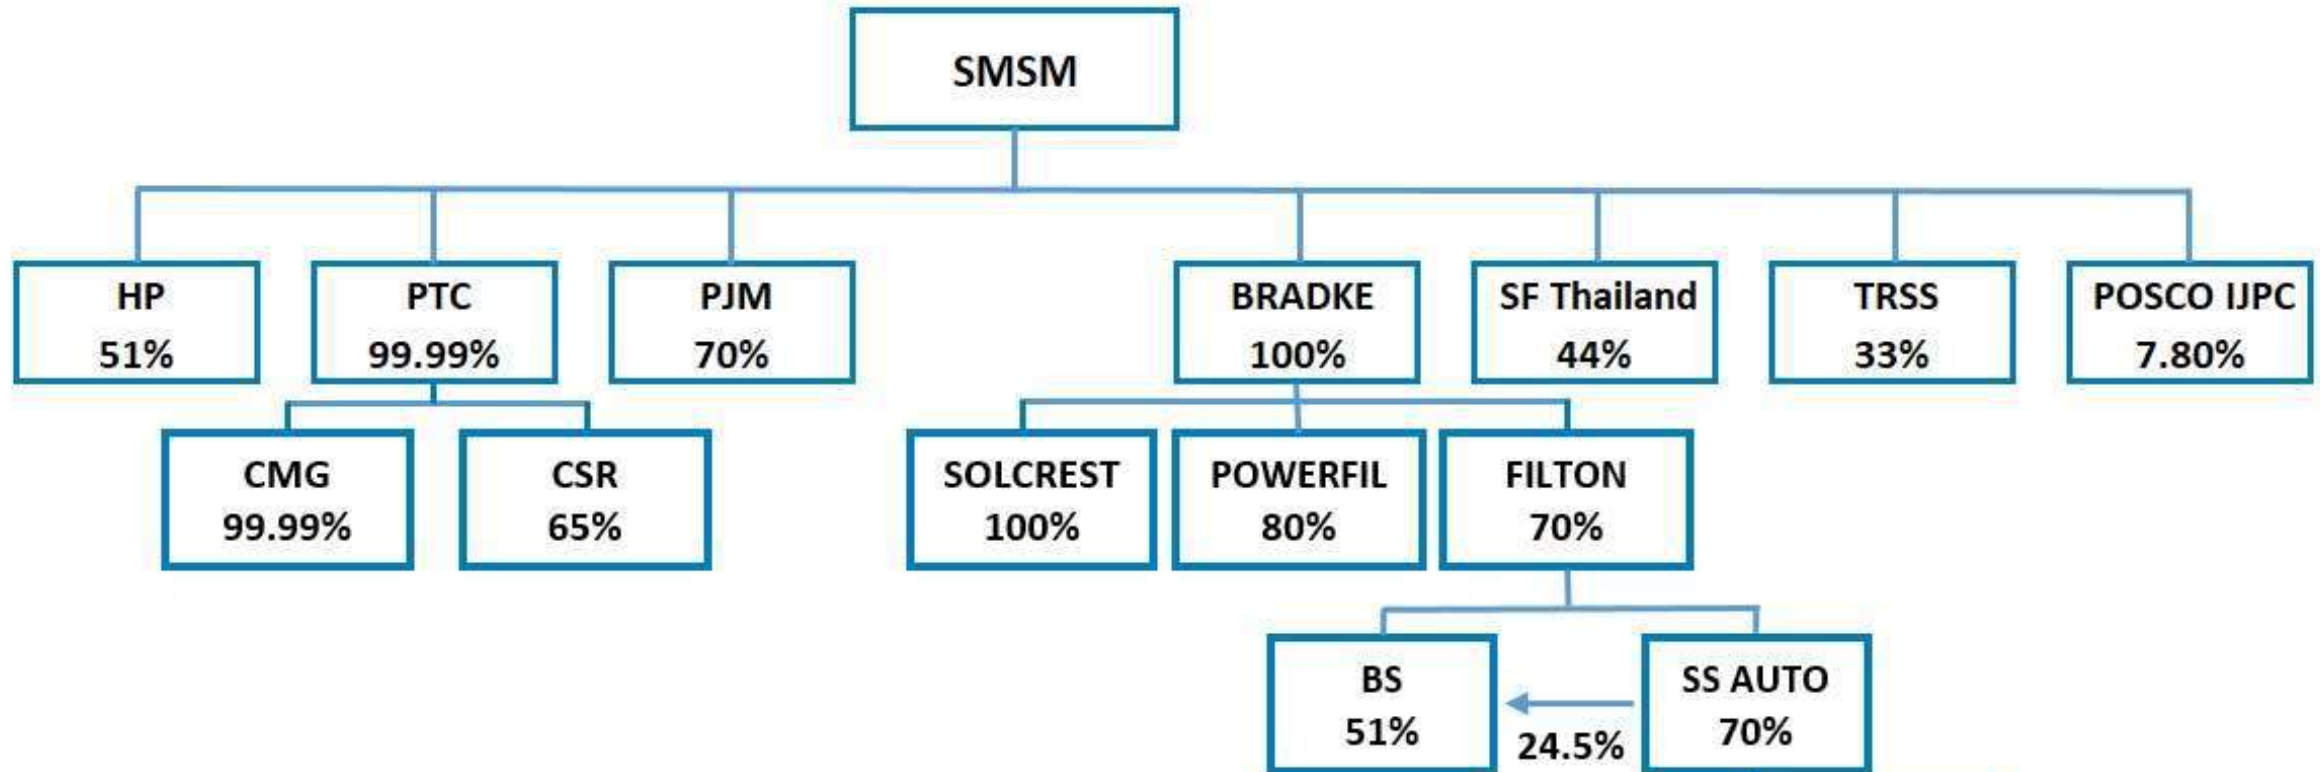 SMSM
HP
51%
PTC
99.99%
PJM
70%
BRADKE
100%
SF Thailand
44%
TRSS
33%
POSCO IJPC
7.80%
CMG
99.99%
CSR
65%
SOLCREST
100%
POWERFIL
80%
FILTON
70%
BS
51%
24.5%
SS AUTO
70%